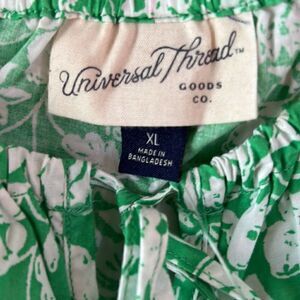 Universal Thread™
GOODS
CO.
XL
MADE IN
BANGLADESH